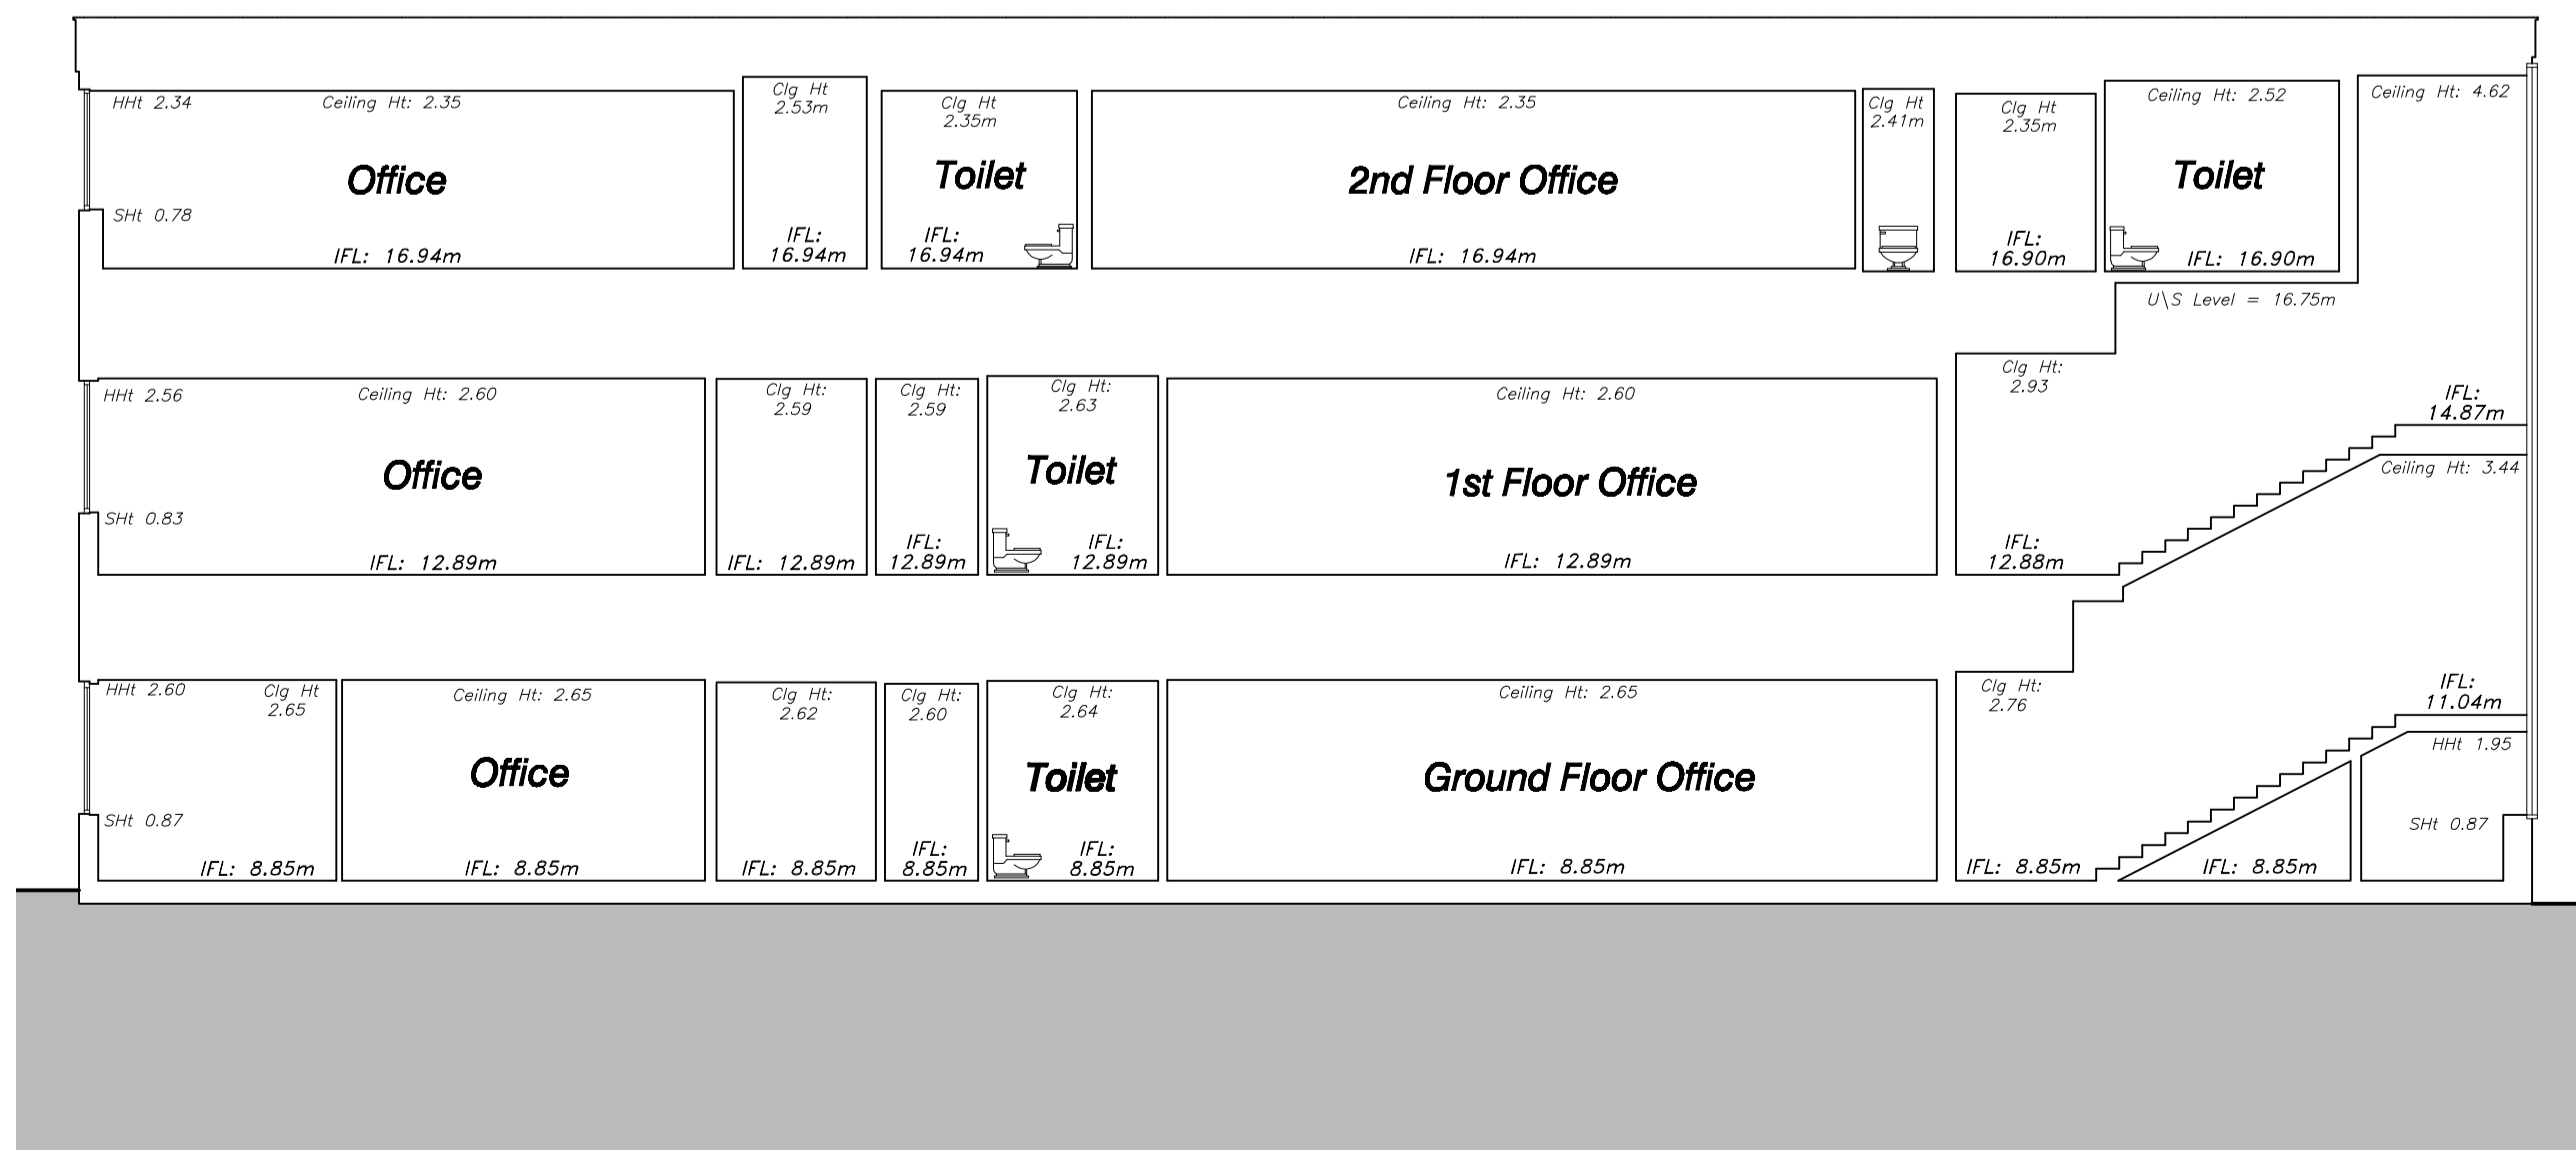 HHt 2.34
Ceiling Ht: 2.35
Office
SHt 0.78
IFL: 16.94m
Clg Ht
2.53m
IFL:
16.94m
Clg Ht
2.35m
Toilet
IFL:
16.94m
Ceiling Ht: 2.35
2nd Floor Office
IFL: 16.94m
Clg Ht
2.41m
Clg Ht
2.35m
IFL:
16.90m
Ceiling Ht: 2.52
Toilet
IFL: 16.90m
Ceiling Ht: 4.62
U\S Level = 16.75m
HHt 2.56
Ceiling Ht: 2.60
Office
SHt 0.83
IFL: 12.89m
Clg Ht:
2.59
IFL: 12.89m
Clg Ht:
2.59
IFL:
12.89m
Clg Ht:
2.63
Toilet
IFL:
12.89m
Ceiling Ht: 2.60
1st Floor Office
IFL: 12.89m
Clg Ht:
2.93
IFL:
12.88m
IFL:
14.87m
Ceiling Ht: 3.44
HHt 2.60
Clg Ht
2.65
SHt 0.87
IFL: 8.85m
Ceiling Ht: 2.65
Office
IFL: 8.85m
Clg Ht:
2.62
IFL: 8.85m
Clg Ht:
2.60
IFL:
8.85m
Clg Ht:
2.64
Toilet
IFL:
8.85m
Ceiling Ht: 2.65
Ground Floor Office
IFL: 8.85m
Clg Ht:
2.76
IFL: 8.85m
IFL: 8.85m
IFL:
11.04m
HHt 1.95
SHt 0.87